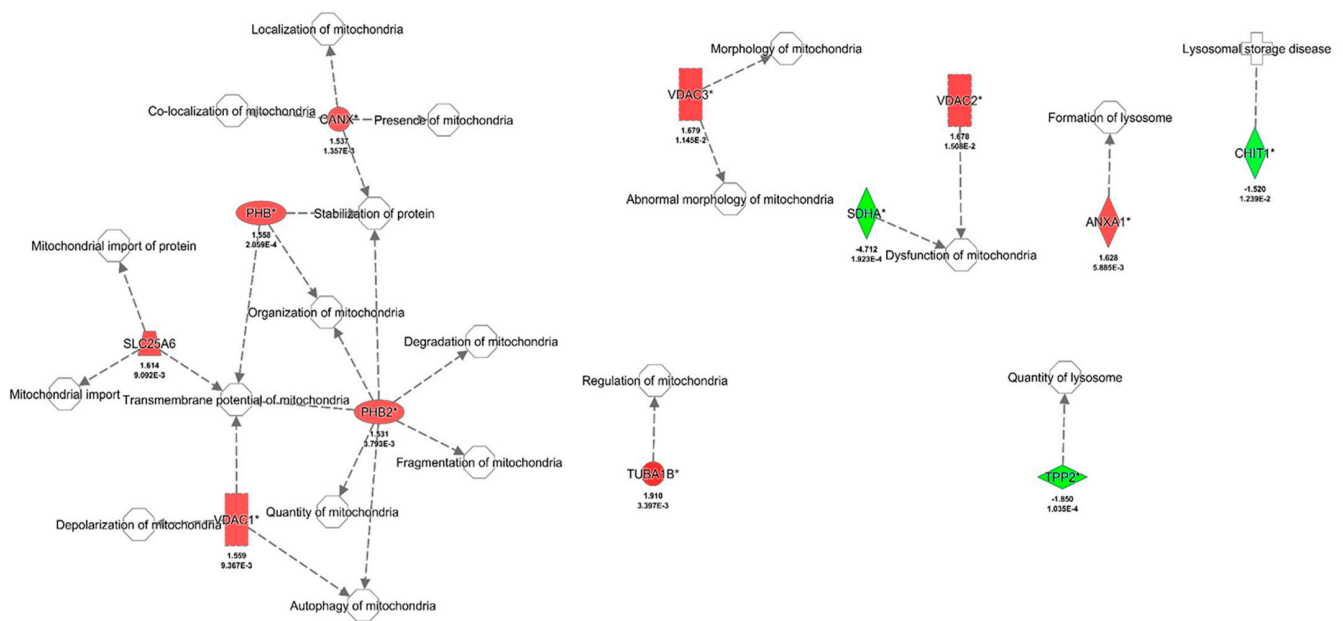 Localization of mitochondria
Co-localization of mitochondria
CANX*
Presence of mitochondria
1.537
1.357E-3
PHB*
Stabilization of protein
1.558
2.059E-4
Mitochondrial import of protein
Organization of mitochondria
SLC25A6
1.614
9.092E-3
Degradation of mitochondria
Mitochondrial import
Transmembrane potential of mitochondria
PHB2*
1.531
3.793E-3
Fragmentation of mitochondria
Quantity of mitochondria
Depolarization of mitochondria
VDAC1*
1.559
9.367E-3
Autophagy of mitochondria
Morphology of mitochondria
VDAC3*
1.679
1.145E-2
Abnormal morphology of mitochondria
VDAC2*
1.678
1.508E-2
SDHA*
-4.712
1.923E-4
Dysfunction of mitochondria
Formation of lysosome
ANXA1*
1.628
5.885E-3
Lysosomal storage disease
CHIT1*
-1.520
1.239E-2
Regulation of mitochondria
TUBA1B*
1.910
3.397E-3
Quantity of lysosome
TPP2*
-1.850
1.035E-4